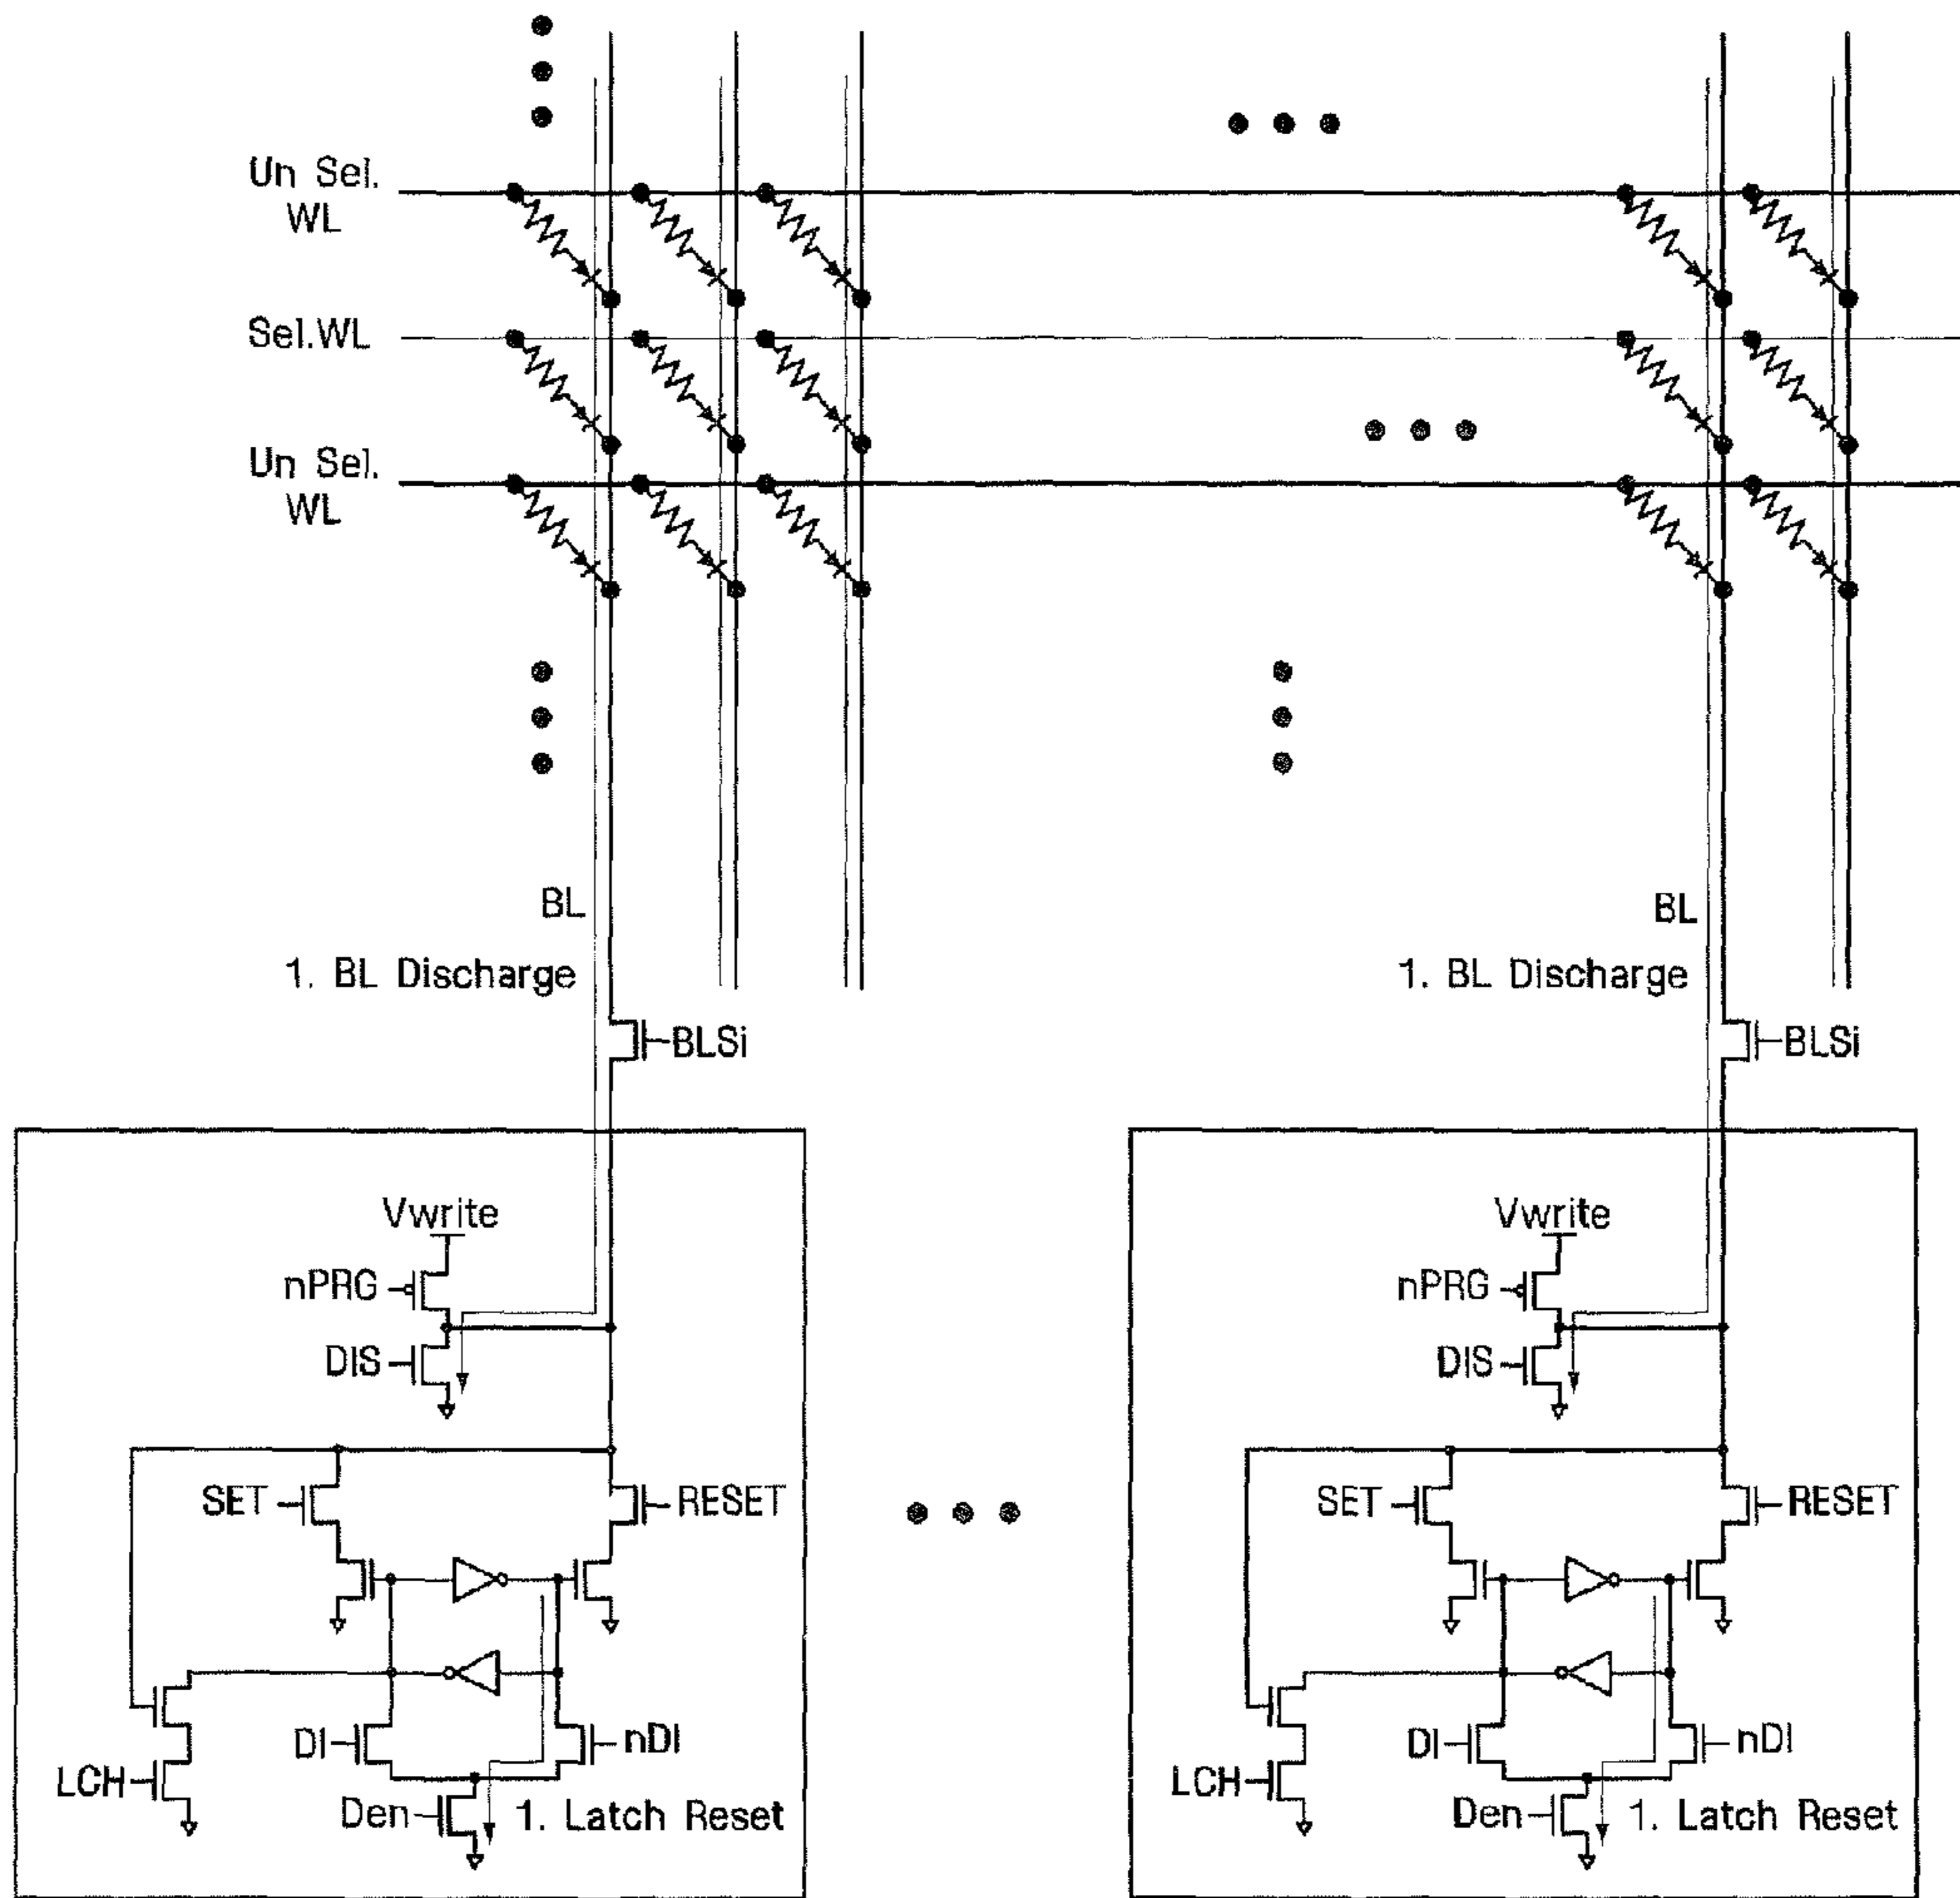 Un Sel.
WL
Sel.WL
Un Sel.
WL
BL
BL
1. BL Discharge
1. BL Discharge
BLSi
BLSi
Vwrite
Vwrite
nPRG
nPRG
DIS
DIS
SET
RESET
SET
RESET
DI
nDI
DI
nDI
LCH
LCH
Den
1. Latch Reset
Den
1. Latch Reset